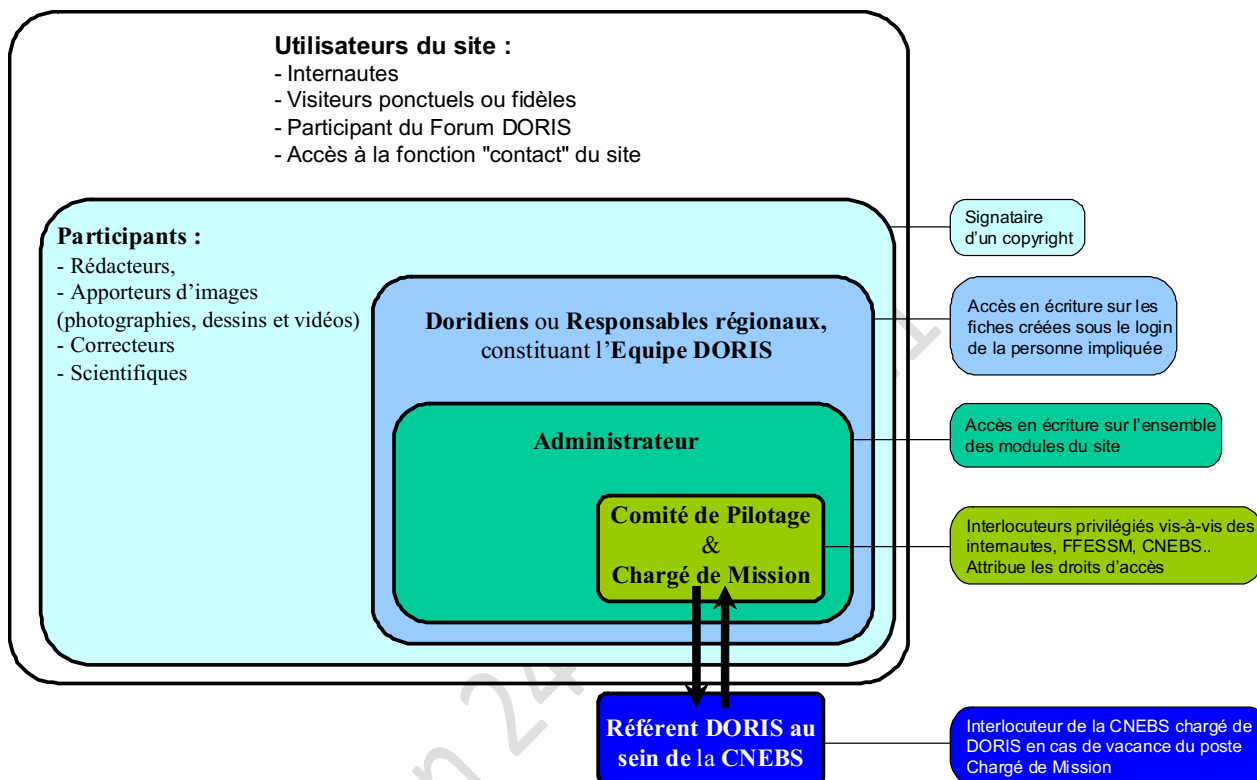 Utilisateurs du site :
- Internautes
- Visiteurs ponctuels ou fidèles
- Participant du Forum DORIS
- Accès à la fonction "contact" du site
Participants :
- Rédacteurs,
- Apporteurs d'images
(photographies, dessins et vidéos)
- Correcteurs
- Scientifiques
Doridiens ou Responsables régionaux,
constituant l'Equipe DORIS
Administrateur
Comité de Pilotage
&
Chargé de Mission
Référent DORIS au
sein de la CNEBS
Signataire
d'un copyright
Accès en écriture sur les
fiches créées sous le login
de la personne impliquée
Accès en écriture sur l'ensemble
des modules du site
Interlocuteurs privilégiés vis-à-vis des
internautes, FFESSM, CNEBS..
Attribue les droits d'accès
Interlocuteur de la CNEBS chargé de
DORIS en cas de vacance du poste
Chargé de Mission